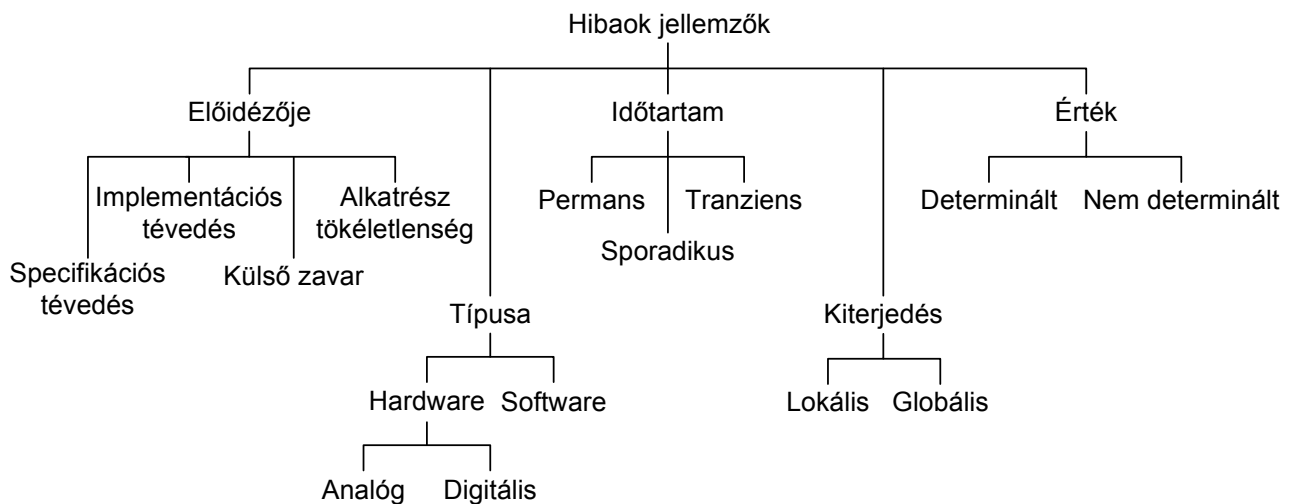 Hibaok jellemzők
Előidézője
Időtartam
Érték
Implementációs
tévedés
Alkatrész
tökéletlenség
Permans
Tranziens
Determinált
Nem determinált
Sporadikus
Specifikációs
tévedés
Külső zavar
Típusa
Kiterjedés
Hardware
Software
Lokális
Globális
Analóg
Digitális